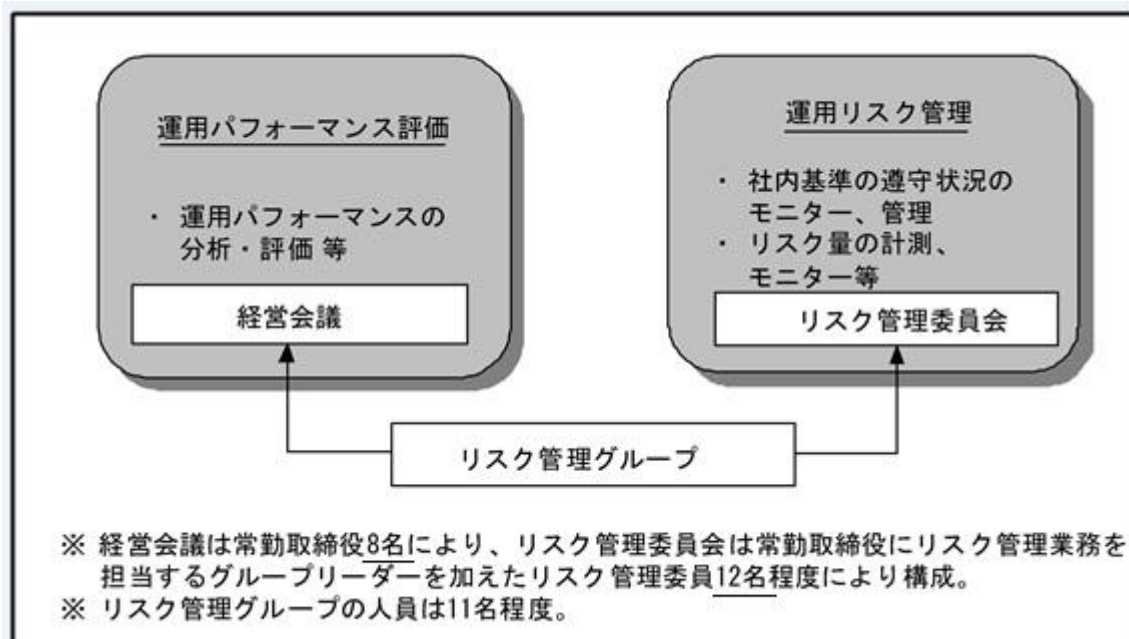 運用パフォーマンス評価
・ 運用パフォーマンスの
分析・評価 等
経営会議
運用リスク管理
・ 社内基準の遵守状況の
モニター、管理
・ リスク量の計測、
モニター等
リスク管理委員会
リスク管理グループ
※ 経営会議は常勤取締役8名により、リスク管理委員会は常勤取締役にリスク管理業務を
担当するグループリーダーを加えたリスク管理委員12名程度により構成。
※ リスク管理グループの人員は11名程度。